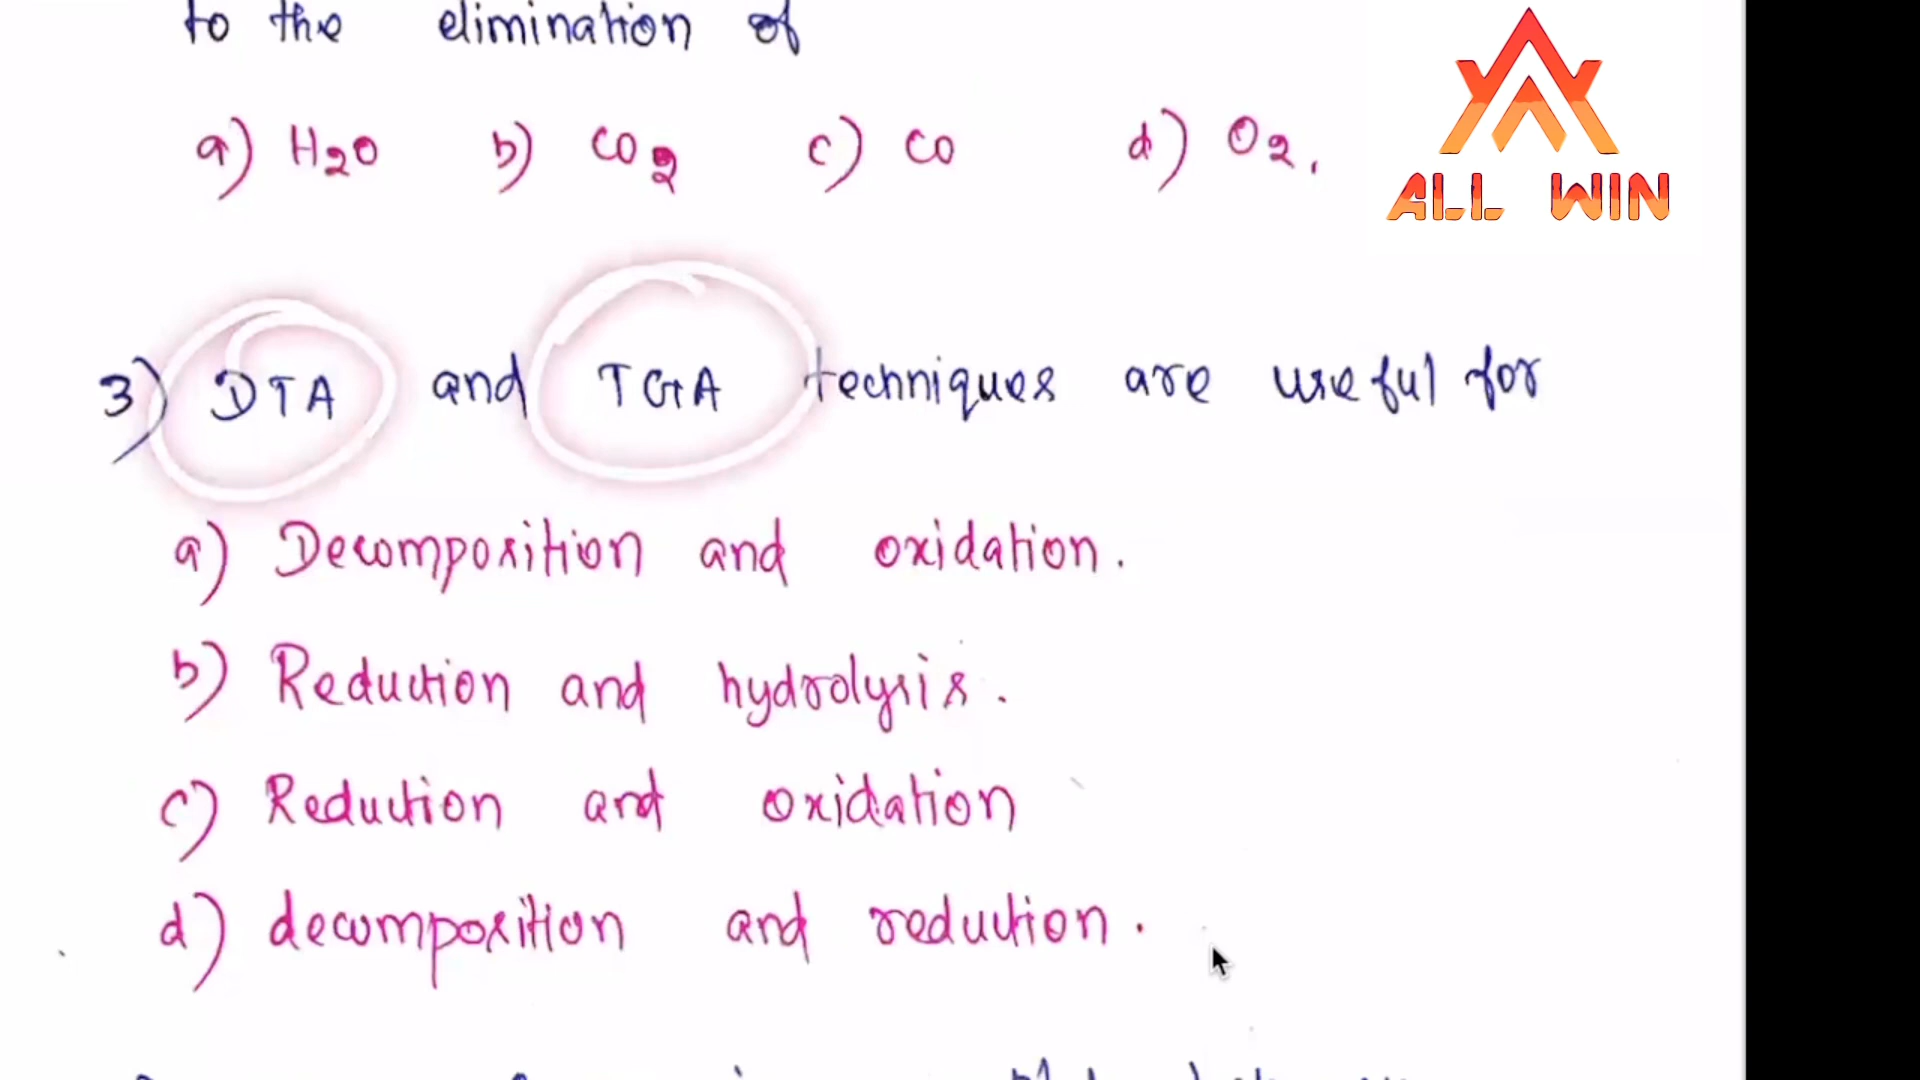 to the elimination of
a) H2O b) CO2 c) CO d) O2.
ALL WIN
3) DTA and TGA techniques are useful for
a) Decomposition and oxidation.
b) Reduction and hydrolysis.
c) Reduction and oxidation
d) decomposition and reduction.